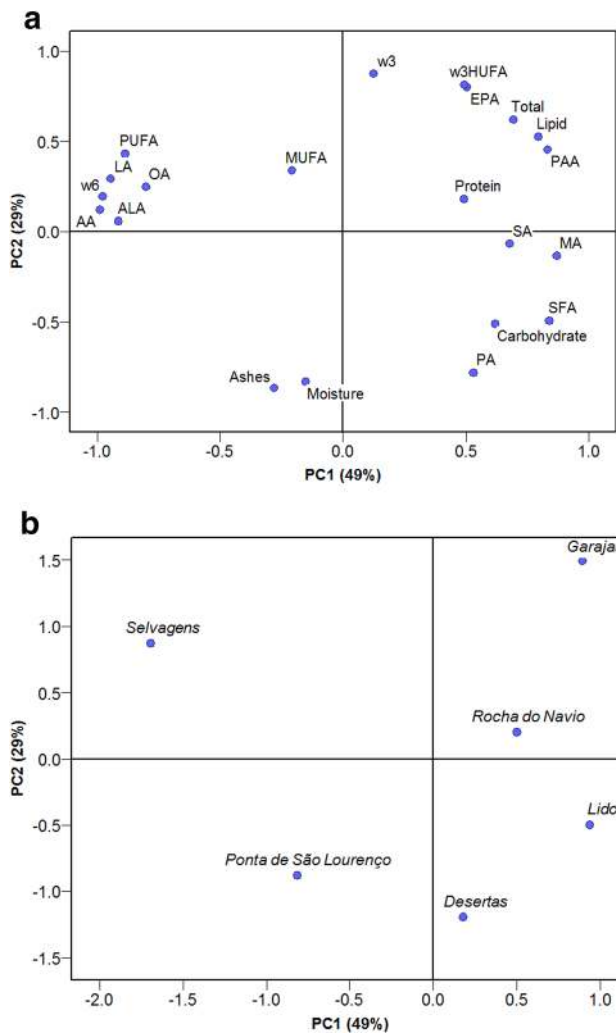 a
1.0
0.5
0.0
-0.5
-1.0
PC2 (29%)
w3
w3HUFA
EPA
Total
Lipid
PAA
PUFA
LA
OA
MUFA
w6
AA
ALA
Protein
SA
MA
SFA
Carbohydrate
PA
Ashes
Moisture
-1.0 -0.5 0.0 0.5 1.0
PC1 (49%)
b
1.5
1.0
0.5
0.0
-0.5
-1.0
-1.5
PC2 (29%)
Garaja
Selvagens
Rocha do Navio
Lido
Ponta de São Lourenço
Desertas
-2.0 -1.5 -1.0 -0.5 0.0 0.5 1.0
PC1 (49%)